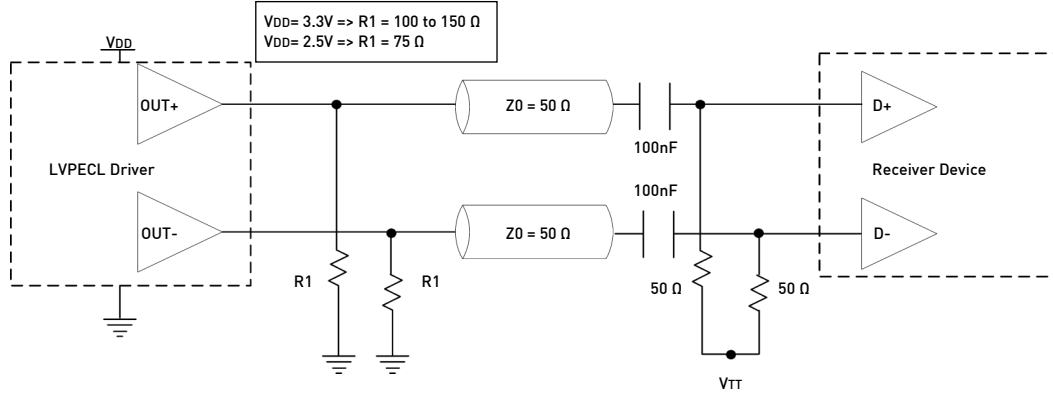 VDD= 3.3V => R1 = 100 to 150 Ω
VDD= 2.5V => R1 = 75 Ω
VDD
OUT+
Z0 = 50 Ω
D+
100nF
LVPECL Driver
Receiver Device
100nF
OUT-
Z0 = 50 Ω
D-
R1
R1
50 Ω
50 Ω
VTT